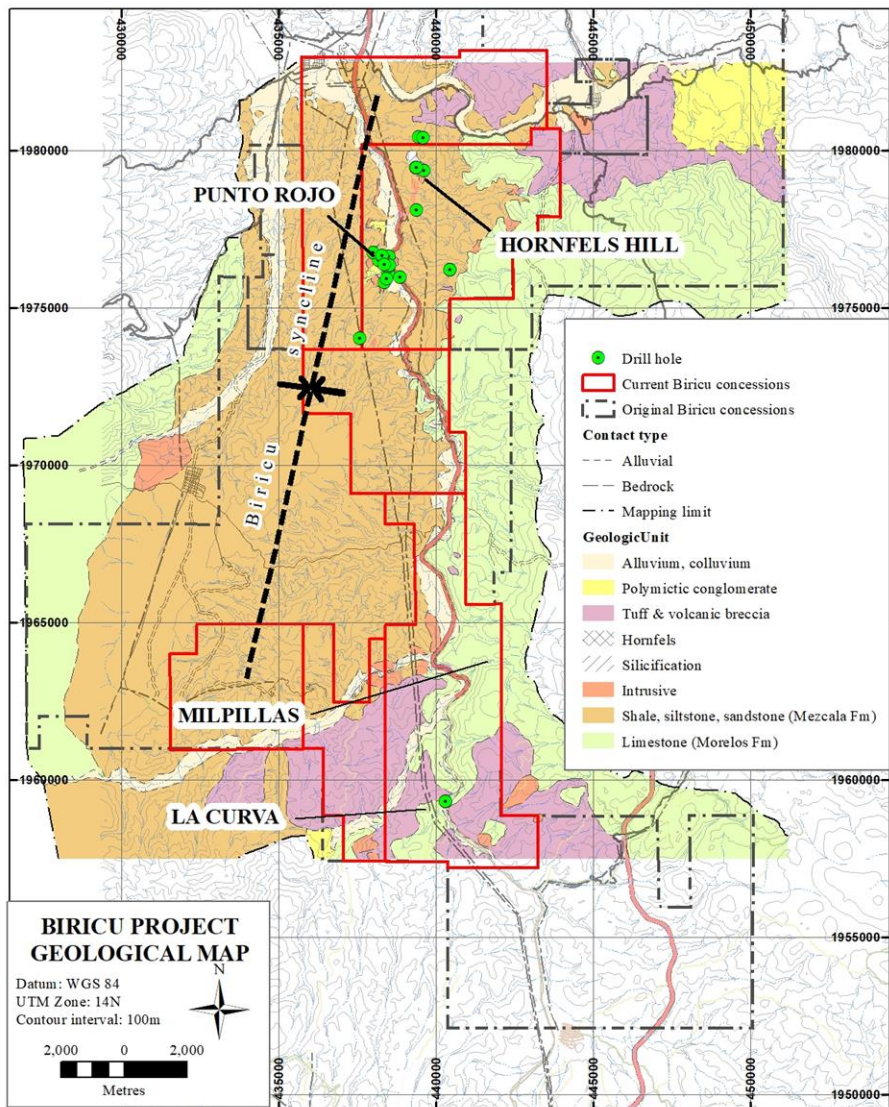 430000
435000
440000
445000
450000
1980000
1980000
PUNTO ROJO
HORNFELS HILL
1975000
1975000
syncline
Biricu
Drill hole
Current Biricu concessions
Original Biricu concessions
Contact type
Alluvial
Bedrock
Mapping limit
GeologicUnit
Alluvium, colluvium
Polymictic conglomerate
Tuff & volcanic breccia
Hornfels
Silicification
Intrusive
Shale, siltstone, sandstone (Mezcala Fm)
Limestone (Morelos Fm)
1970000
1970000
1965000
1965000
MILPILLAS
1960000
1960000
LA CURVA
BIRICU PROJECT
GEOLOGICAL MAP
Datum: WGS 84
UTM Zone: 14N
Contour interval: 100m
N
2,000 0 2,000
Metres
1955000
1950000
435000
440000
445000
450000